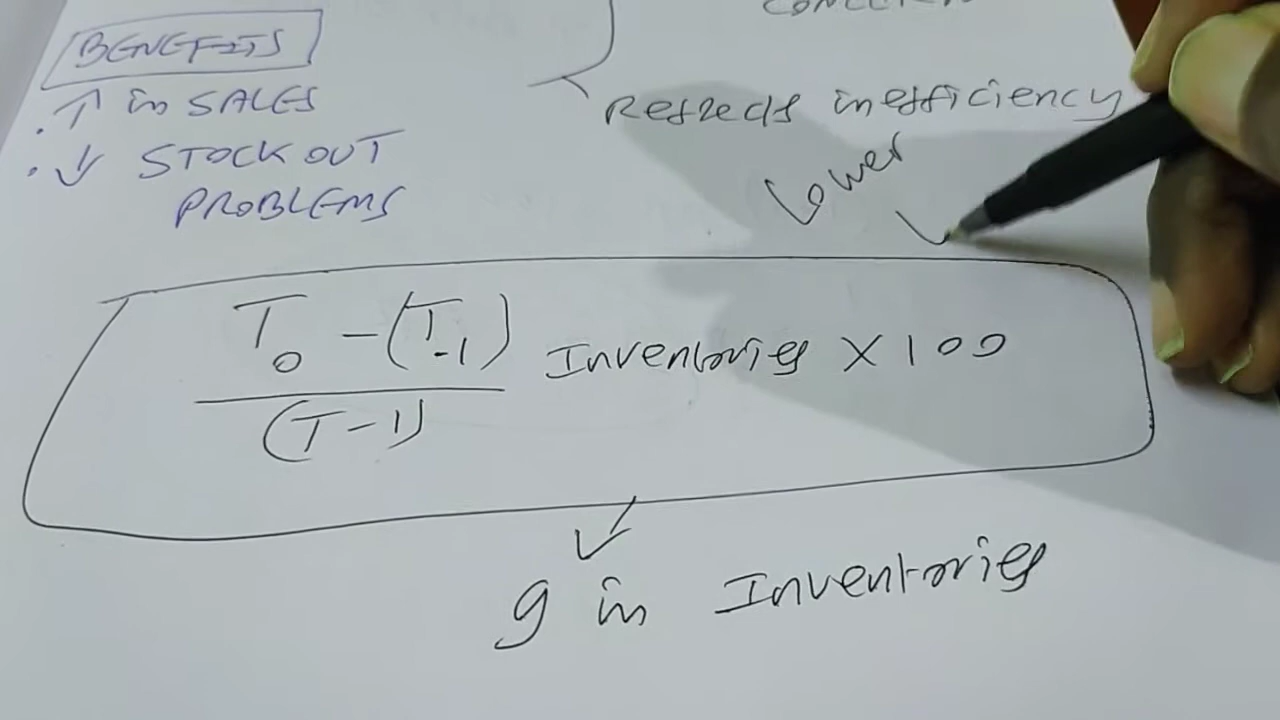 BENEFITS
. ↑ in SALES
. ↓ STOCK OUT
PROBLEMS
Reflects inefficiency
Lower
T0 - (T-1) Inventories X 100
(T-1)
g in Inventories